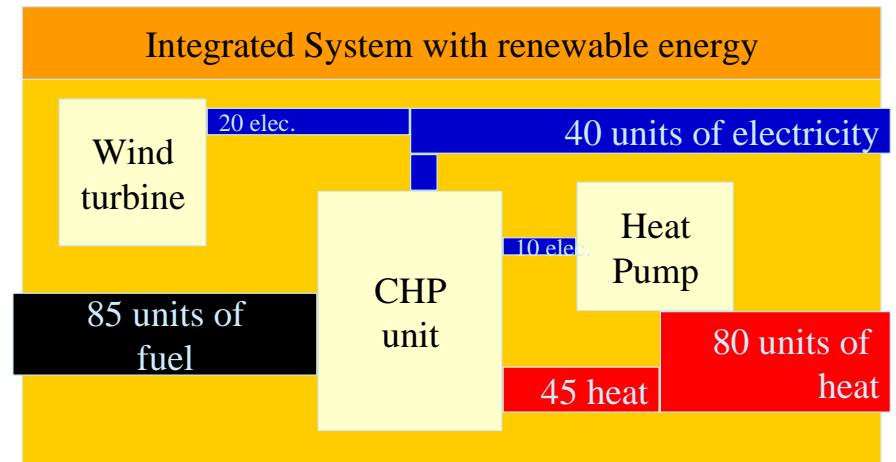 Integrated System with renewable energy
20 elec.
40 units of electricity
Wind
turbine
Heat
Pump
10 elec.
CHP
unit
85 units of
fuel
80 units of
heat
45 heat